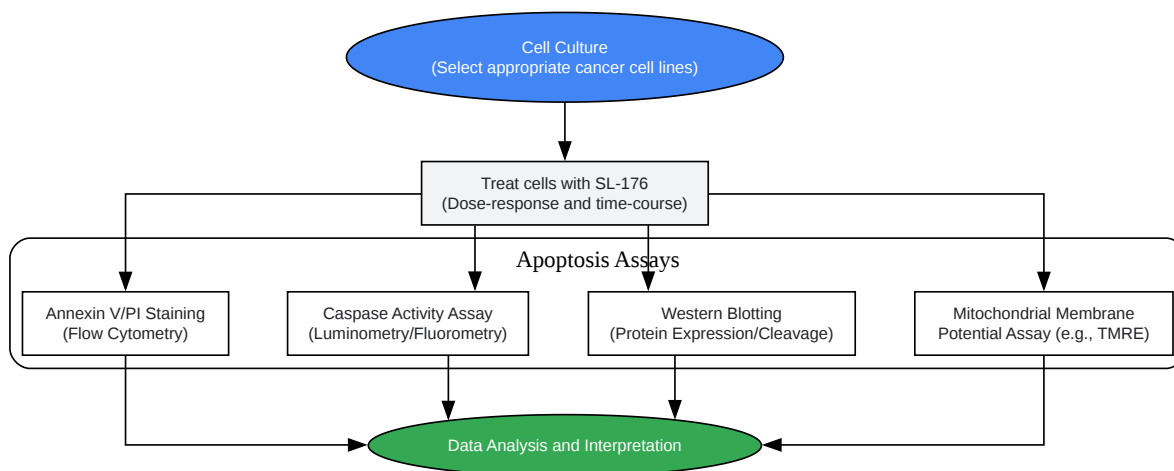 Cell Culture
(Select appropriate cancer cell lines)
Treat cells with SL-176
(Dose-response and time-course)
Apoptosis Assays
Annexin V/PI Staining
(Flow Cytometry)
Caspase Activity Assay
(Luminometry/Fluorometry)
Western Blotting
(Protein Expression/Cleavage)
Mitochondrial Membrane
Potential Assay (e.g., TMRE)
Data Analysis and Interpretation